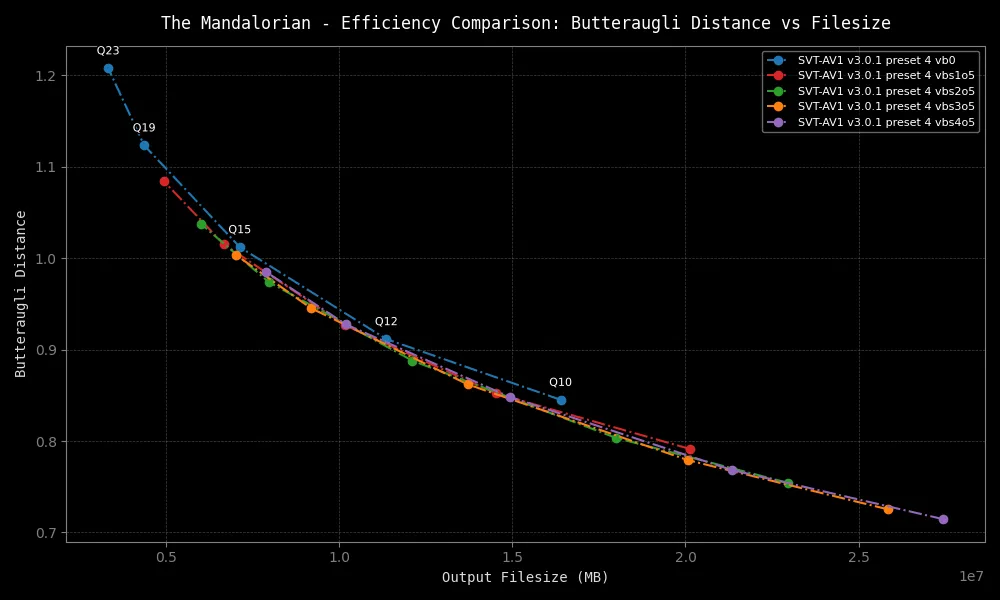 The Mandalorian - Efficiency Comparison: Butteraugli Distance vs Filesize
Q23
Q19
Q15
Q12
Q10
SVT-AV1 v3.0.1 preset 4 vb0
SVT-AV1 v3.0.1 preset 4 vbs1o5
SVT-AV1 v3.0.1 preset 4 vbs2o5
SVT-AV1 v3.0.1 preset 4 vbs3o5
SVT-AV1 v3.0.1 preset 4 vbs4o5
Butteraugli Distance
1.2
1.1
1.0
0.9
0.8
0.7
0.5 1.0 1.5 2.0 2.5
1e7
Output Filesize (MB)